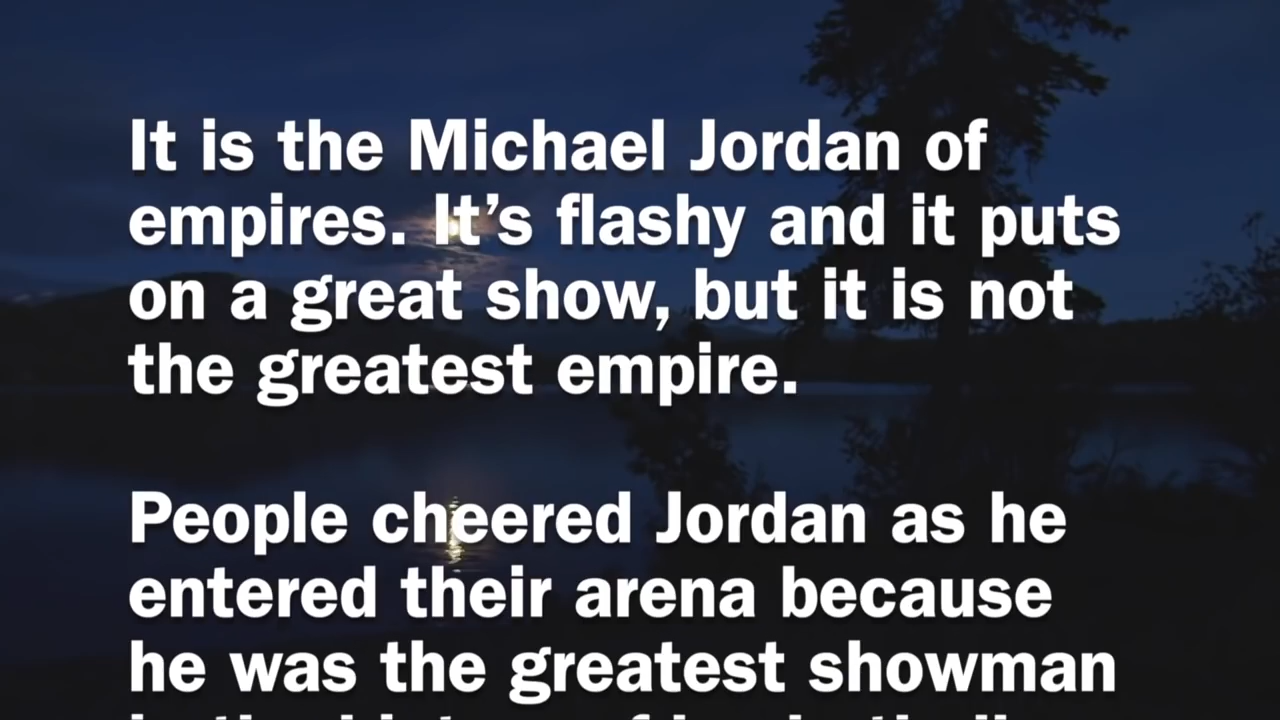 It is the Michael Jordan of
empires. It’s flashy and it puts
on a great show, but it is not
the greatest empire.
People cheered Jordan as he
entered their arena because
he was the greatest showman